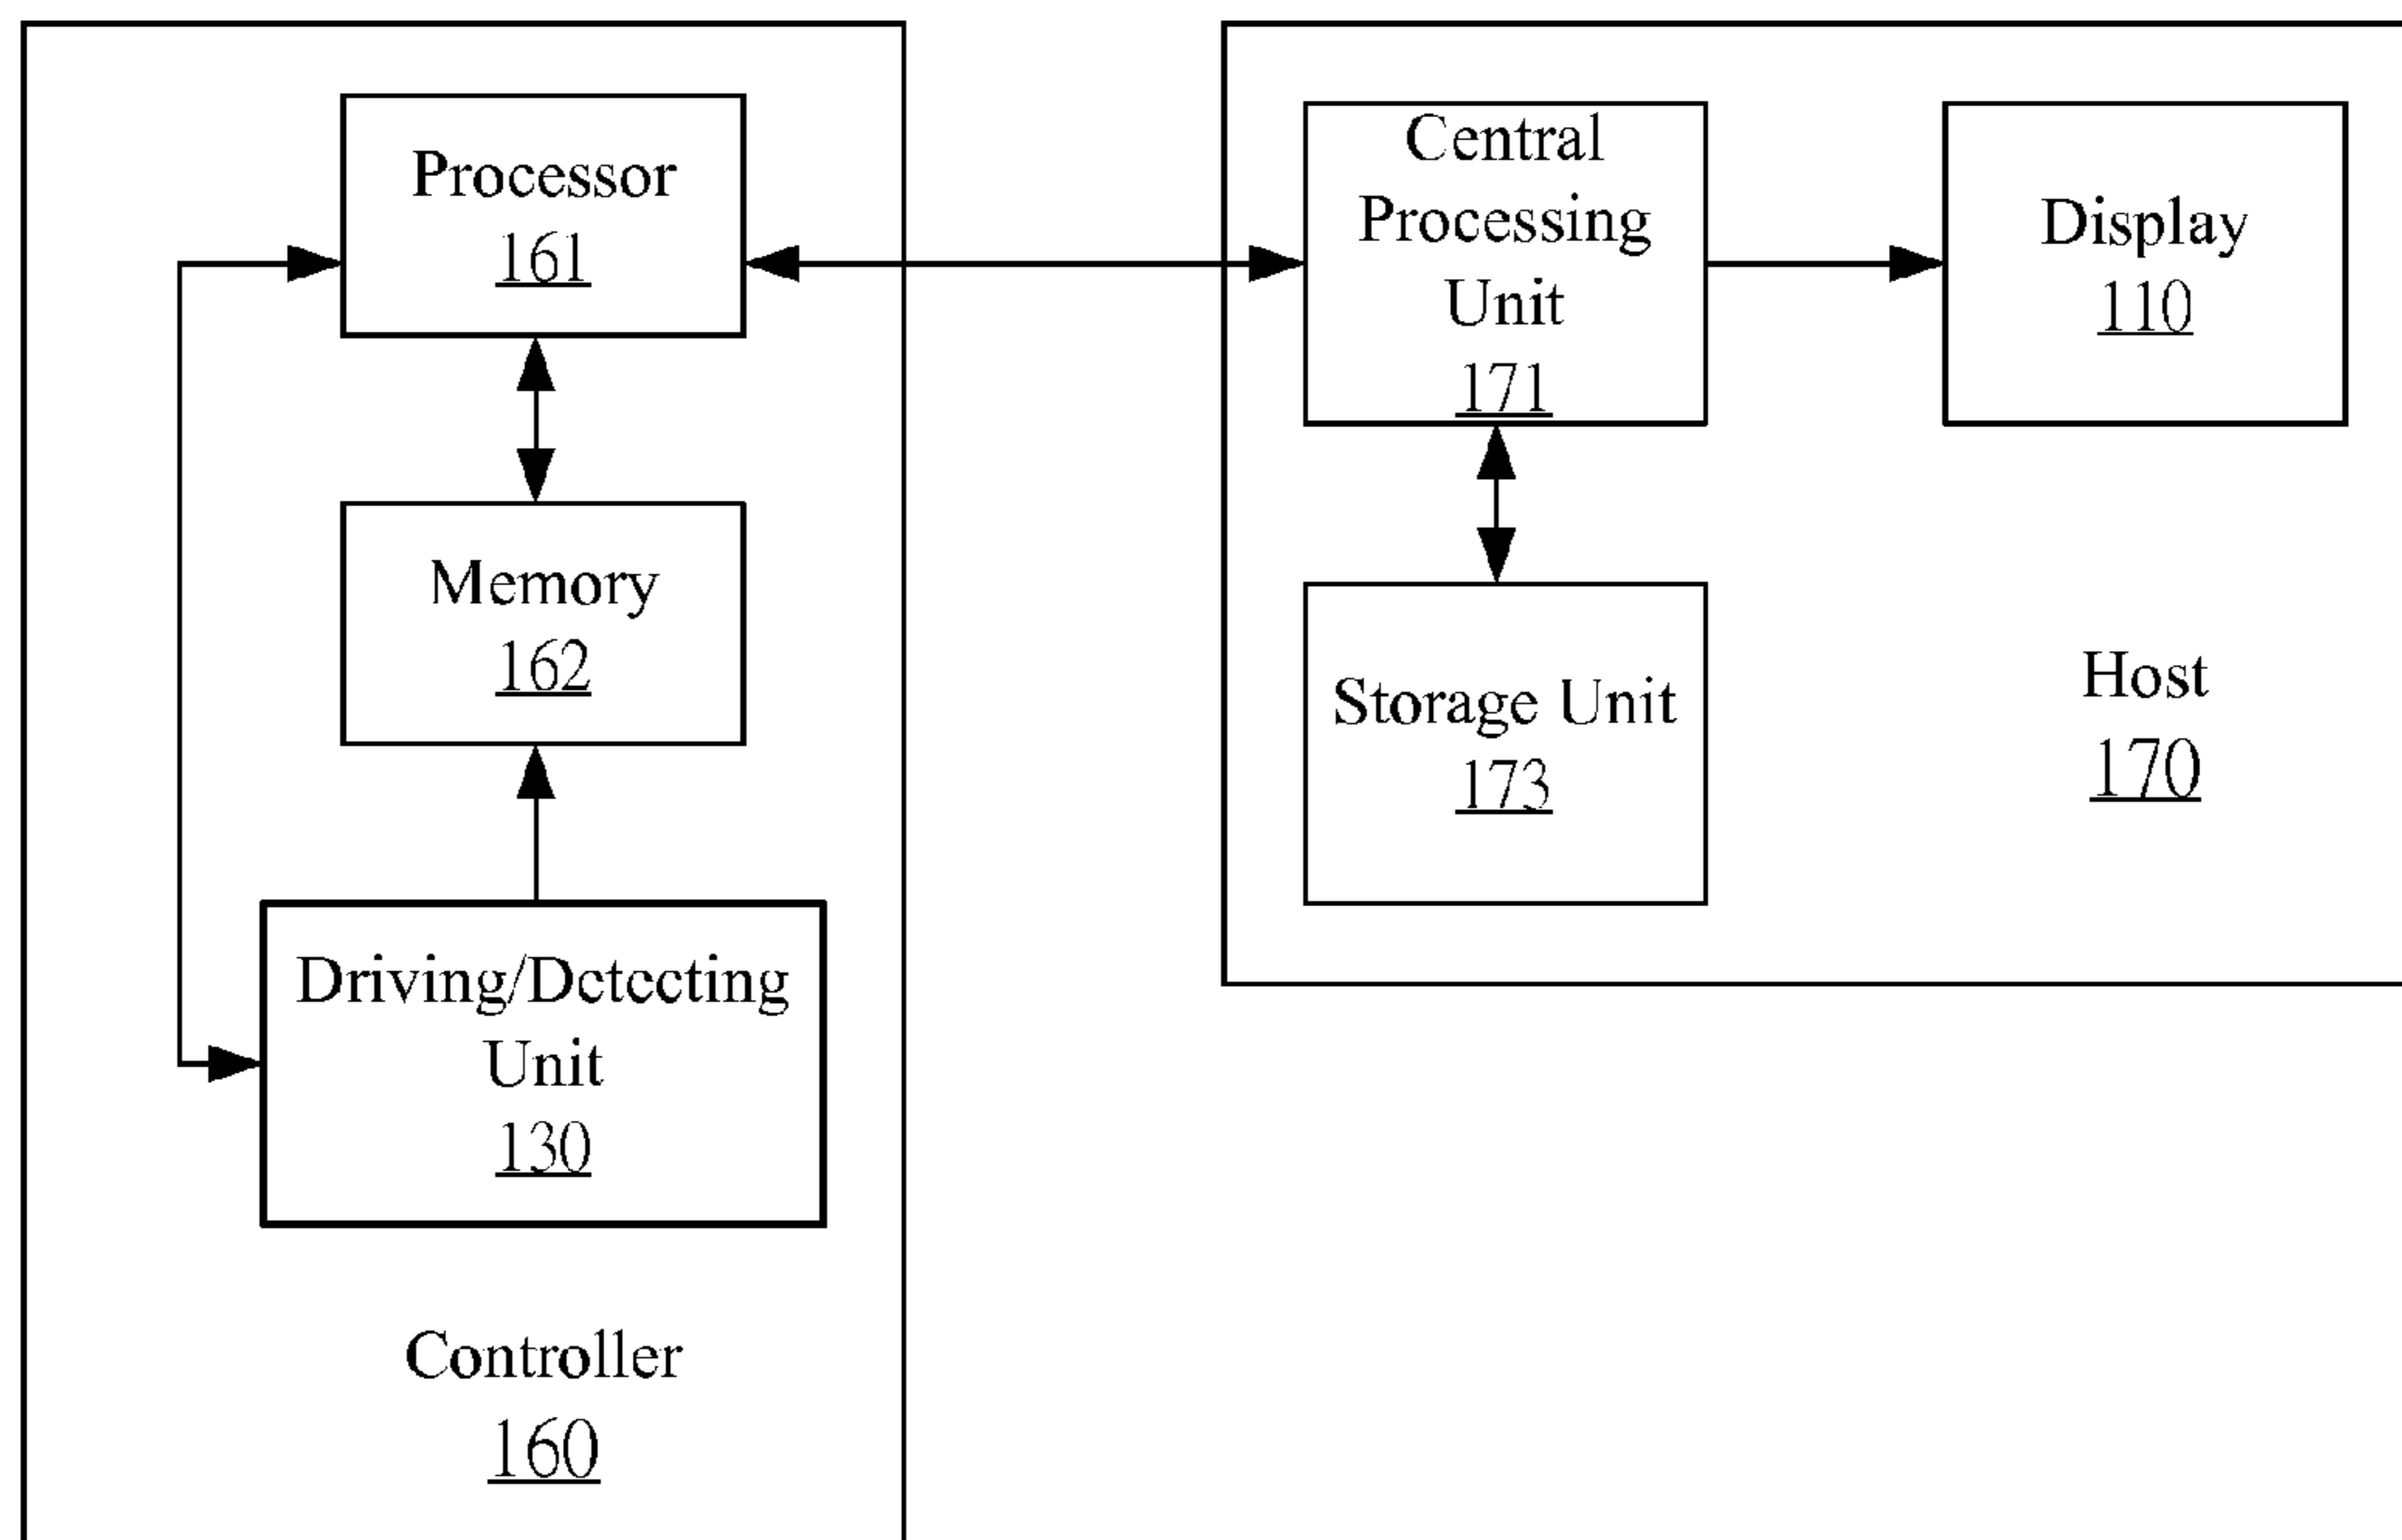 Processor
161
Memory
162
Driving/Detecting
Unit
130
Controller
160
Central
Processing
Unit
171
Storage Unit
173
Display
110
Host
170